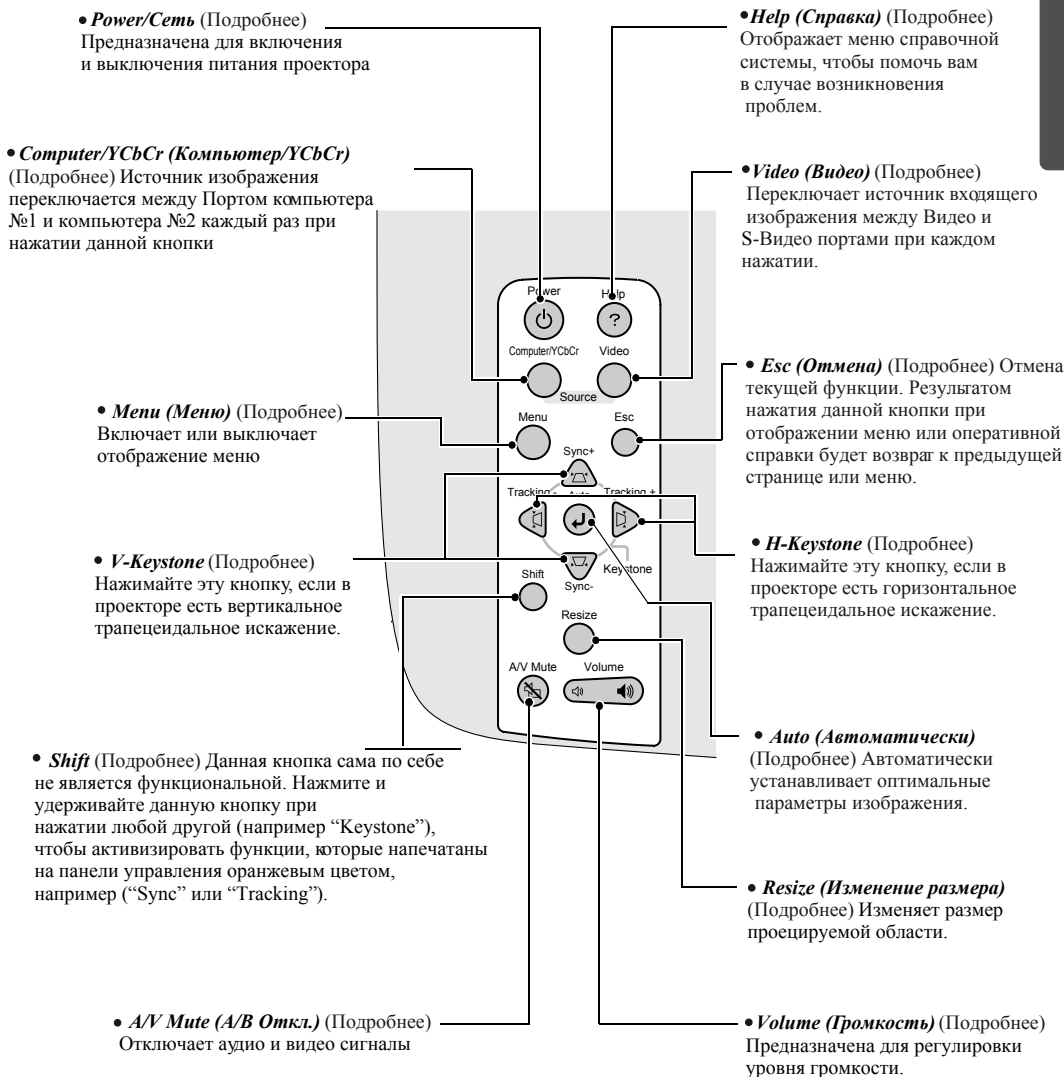 • Power/Сеть (Подробнее)
Предназначена для включения
и выключения питания проектора
• Computer/YCbCr (Компьютер/YCbCr)
(Подробнее) Источник изображения
переключается между Портом компьютера
№1 и компьютера №2 каждый раз при
нажатии данной кнопки
• Menu (Меню) (Подробнее)
Включает или выключает
отображение меню
• V-Keystone (Подробнее)
Нажимайте эту кнопку, если в
проекторе есть вертикальное
трапецеидальное искажение.
• Shift (Подробнее) Данная кнопка сама по себе
не является функциональной. Нажмите и
удерживайте данную кнопку при
нажатии любой другой (например “Keystone”),
чтобы активизировать функции, которые напечатаны
на панели управления оранжевым цветом,
например (“Sync” или “Tracking”).
• A/V Mute (А/В Откл.) (Подробнее)
Отключает аудио и видео сигналы
Power
Help
?
Computer/YCbCr
Video
Source
Menu
Esc
Sync+
Tracking -
Auto
Tracking +
Shift
Sync-
Keystone
Resize
A/V Mute
Volume
•Help (Справка) (Подробнее)
Отображает меню справочной
системы, чтобы помочь вам
в случае возникновения
проблем.
•Video (Видео) (Подробнее)
Переключает источник входящего
изображения между Видео и
S-Видео портами при каждом
нажатии.
• Esc (Отмена) (Подробнее) Отмена
текущей функции. Результатом
нажатия данной кнопки при
отображении меню или оперативной
справки будет возврат к предыдущей
странице или меню.
• H-Keystone (Подробнее)
Нажимайте эту кнопку, если в
проекторе есть горизонтальное
трапецеидальное искажение.
• Auto (Автоматически)
(Подробнее) Автоматически
устанавливает оптимальные
параметры изображения.
• Resize (Изменение размера)
(Подробнее) Изменяет размер
проецируемой области.
•Volume (Громкость) (Подробнее)
Предназначена для регулировки
уровня громкости.